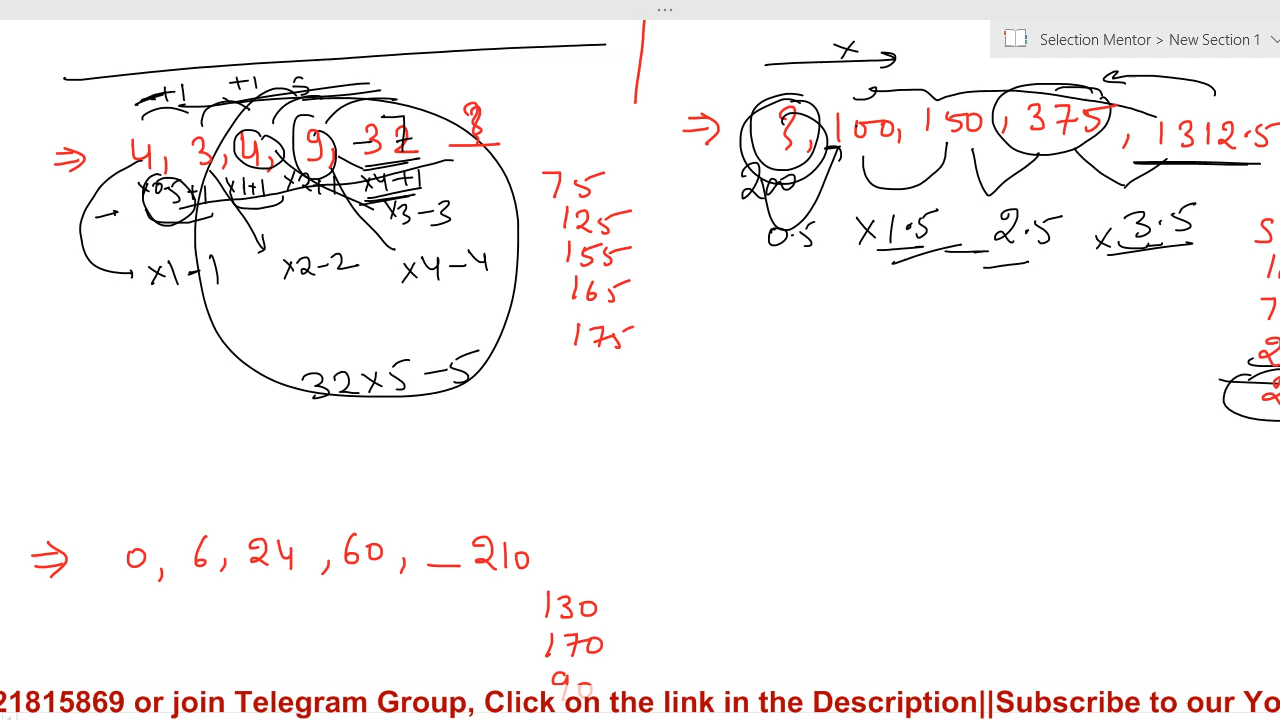 Selection Mentor > New Section 1
+1 +1 5
⇒ 4, 3, 4, 9, 32 ?
x0.5+1 x1+1 x2+1 x4+1
x3-3
x1-1 x2-2 x4-4
32x5-5
75
125
155
165
175
x
⇒ ?, 100, 150, 375, 1312.5
200
0.5 x1.5 2.5 x3.5
⇒ 0, 6, 24, 60, _ 210
130
170
90
21815869 or join Telegram Group, Click on the link in the Description||Subscribe to our Yo